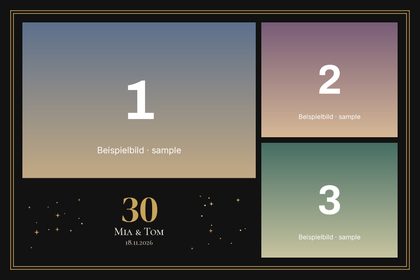 1
Beispielbild · sample
2
Beispielbild · sample
3
Beispielbild · sample
30
Mia & Tom
18.11.2026